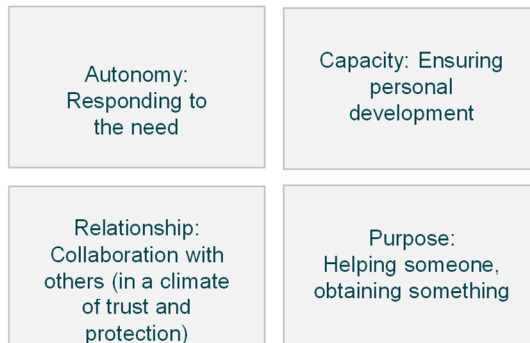 Autonomy:
Responding to
the need
Capacity: Ensuring
personal
development
Relationship:
Collaboration with
others (in a climate
of trust and
protection)
Purpose:
Helping someone,
obtaining something